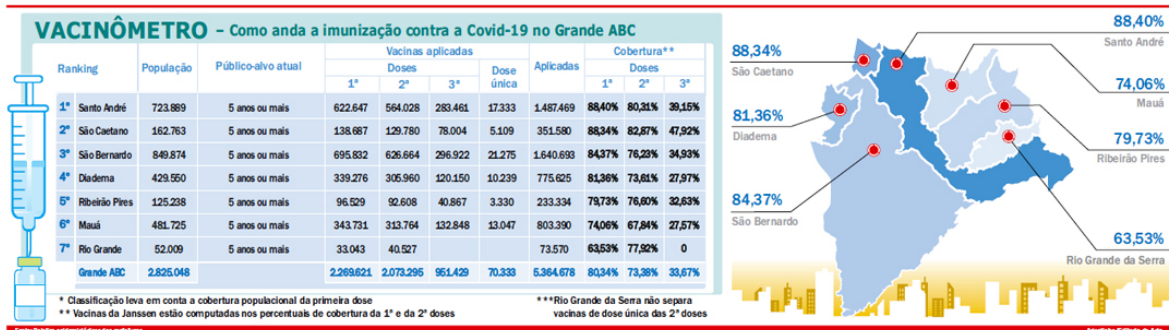 VACINÔMETRO – Como anda a imunização contra a Covid-19 no Grande ABC
Ranking População Público-alvo atual Vacinas aplicadas Aplicadas Cobertura**
Doses Dose única Doses
1ª 2ª 3ª 1ª 2ª 3ª
1º Santo André 723.889 5 anos ou mais 622.647 564.028 283.461 17.333 1.487.469 88,40% 80,31% 39,15%
2º São Caetano 162.763 5 anos ou mais 138.687 129.780 78.004 5.109 351.580 88,34% 82,87% 47,92%
3º São Bernardo 849.874 5 anos ou mais 695.832 626.664 296.922 21.275 1.640.693 84,37% 76,23% 34,93%
4º Diadema 429.550 5 anos ou mais 339.276 305.960 120.150 10.239 775.625 81,36% 73,61% 27,97%
5º Ribeirão Pires 125.238 5 anos ou mais 96.529 92.608 40.867 3.330 233.334 79,73% 76,60% 32,63%
6º Mauá 481.725 5 anos ou mais 343.731 313.764 132.848 13.047 803.390 74,06% 67,84% 27,57%
7º Rio Grande 52.009 5 anos ou mais 33.043 40.527 73.570 63,53% 77,92% 0
Grande ABC 2.825.048 2.269.621 2.073.295 951.429 70.333 5.364.678 80,34% 73,38% 33,67%
* Classificação leva em conta a cobertura populacional da primeira dose
** Vacinas da Janssen estão computadas nos percentuais de cobertura da 1ª e da 2ª doses
***Rio Grande da Serra não separa
vacinas de dose única das 2ª doses
88,34%
São Caetano
81,36%
Diadema
84,37%
São Bernardo
88,40%
Santo André
74,06%
Mauá
79,73%
Ribeirão Pires
63,53%
Rio Grande da Serra